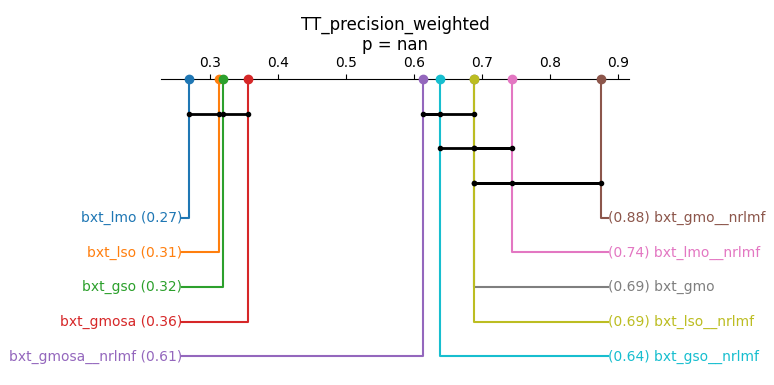 TT_precision_weighted
p = nan
0.3 0.4 0.5 0.6 0.7 0.8 0.9
bxt_lmo (0.27) (0.88) bxt_gmo__nrlmf
bxt_lso (0.31) (0.74) bxt_lmo__nrlmf
bxt_gso (0.32) (0.69) bxt_gmo
bxt_gmosa (0.36) (0.69) bxt_lso__nrlmf
bxt_gmosa__nrlmf (0.61) (0.64) bxt_gso__nrlmf